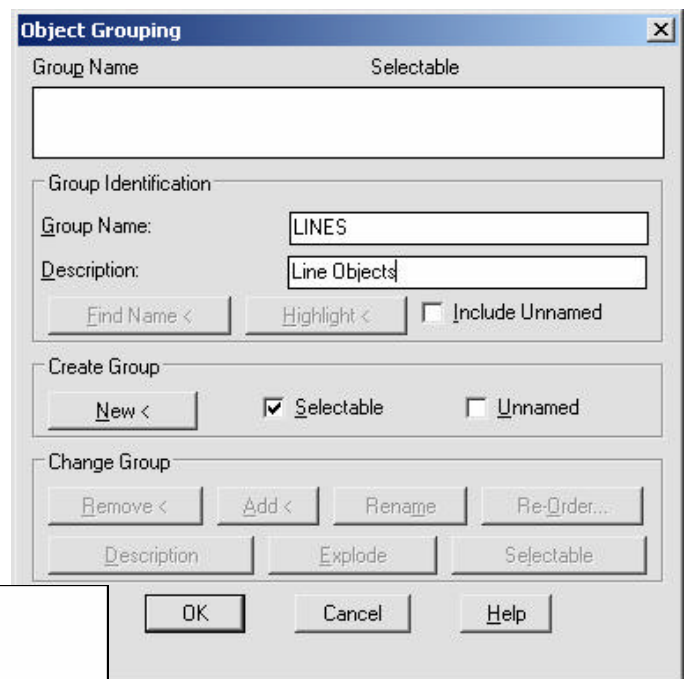 Object Grouping
Group Name Selectable
Group Identification
Group Name: LINES
Description: Line Objects
Find Name < Highlight < Include Unnamed
Create Group
New < Selectable Unnamed
Change Group
Remove < Add < Rename Re-Order...
Description Explode Selectable
OK Cancel Help